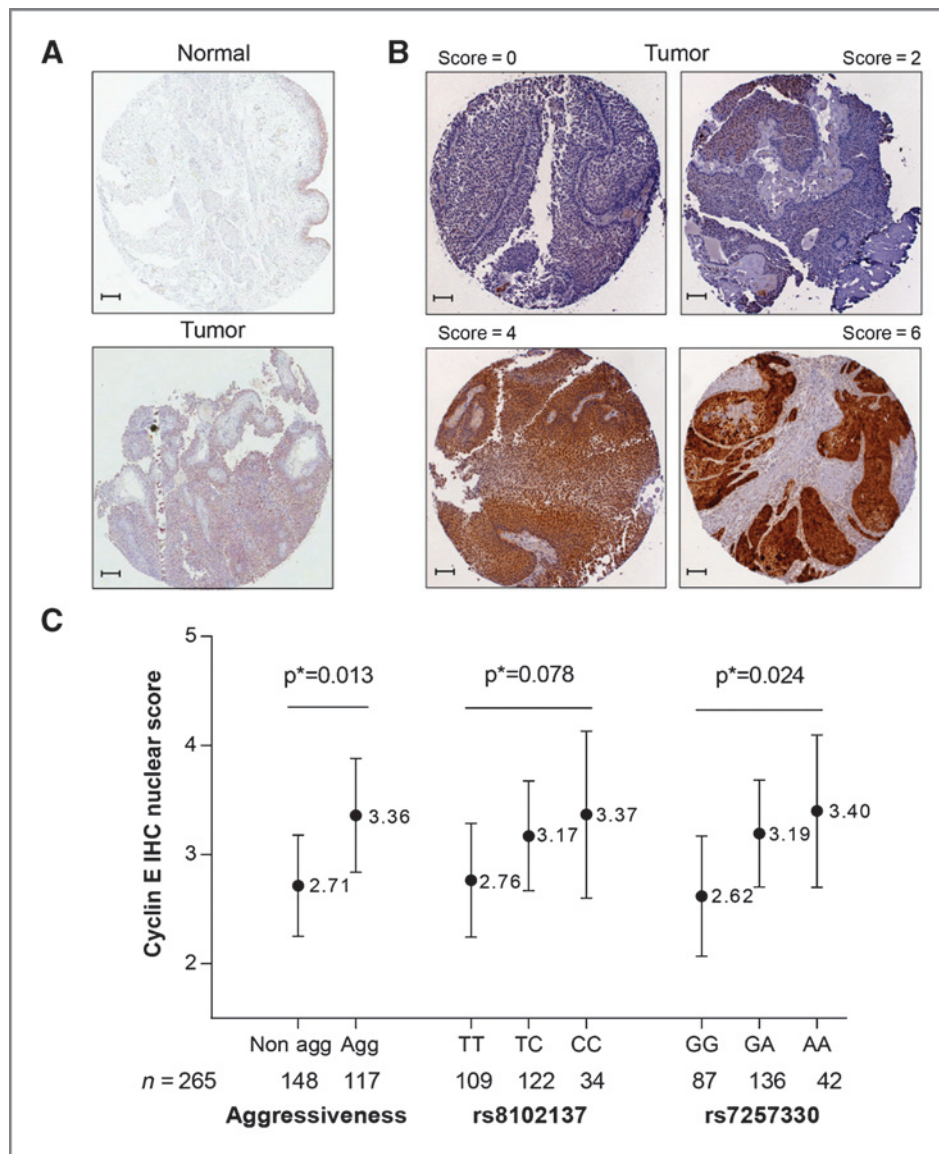 A
Normal
Tumor
B
Score = 0
Tumor
Score = 2
Score = 4
Score = 6
C
Cyclin E IHC nuclear score
5
4
3
2
p*=0.013
p*=0.078
p*=0.024
2.71
3.36
2.76
3.17
3.37
2.62
3.19
3.40
Non agg Agg TT TC CC GG GA AA
n = 265 148 117 109 122 34 87 136 42
Aggressiveness rs8102137 rs7257330